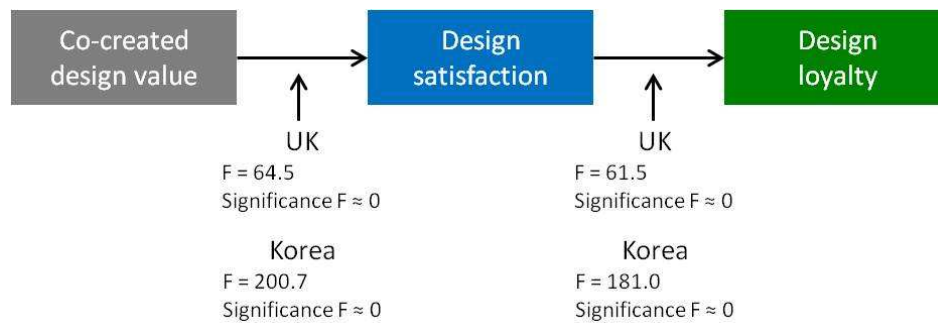 Co-created
design value
Design
satisfaction
Design
loyalty
UK
F = 64.5
Significance F ≈ 0
UK
F = 61.5
Significance F ≈ 0
Korea
F = 200.7
Significance F ≈ 0
Korea
F = 181.0
Significance F ≈ 0